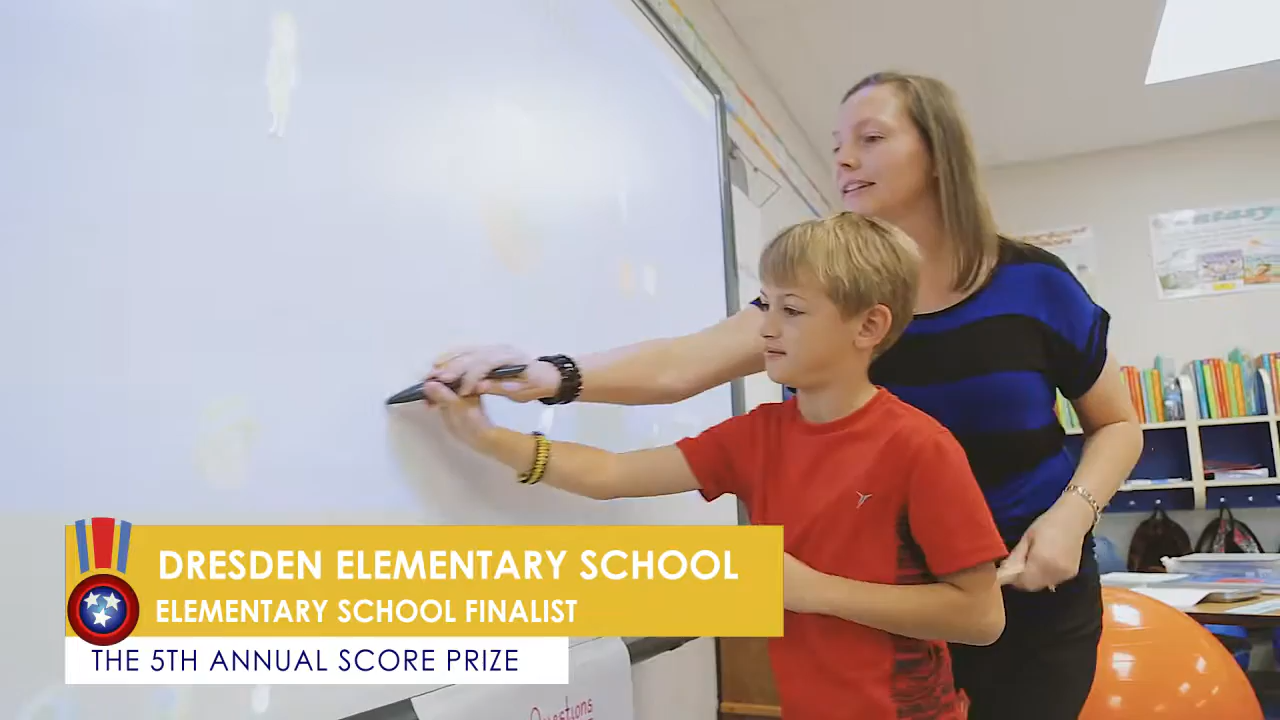 DRESDEN ELEMENTARY SCHOOL
ELEMENTARY SCHOOL FINALIST
THE 5TH ANNUAL SCORE PRIZE
Questions